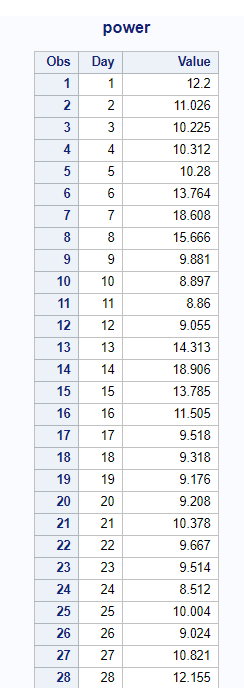 power
Obs Day Value
1 1 12.2
2 2 11.026
3 3 10.225
4 4 10.312
5 5 10.28
6 6 13.764
7 7 18.608
8 8 15.666
9 9 9.881
10 10 8.897
11 11 8.86
12 12 9.055
13 13 14.313
14 14 18.906
15 15 13.785
16 16 11.505
17 17 9.518
18 18 9.318
19 19 9.176
20 20 9.208
21 21 10.378
22 22 9.667
23 23 9.514
24 24 8.512
25 25 10.004
26 26 9.024
27 27 10.821
28 28 12.155